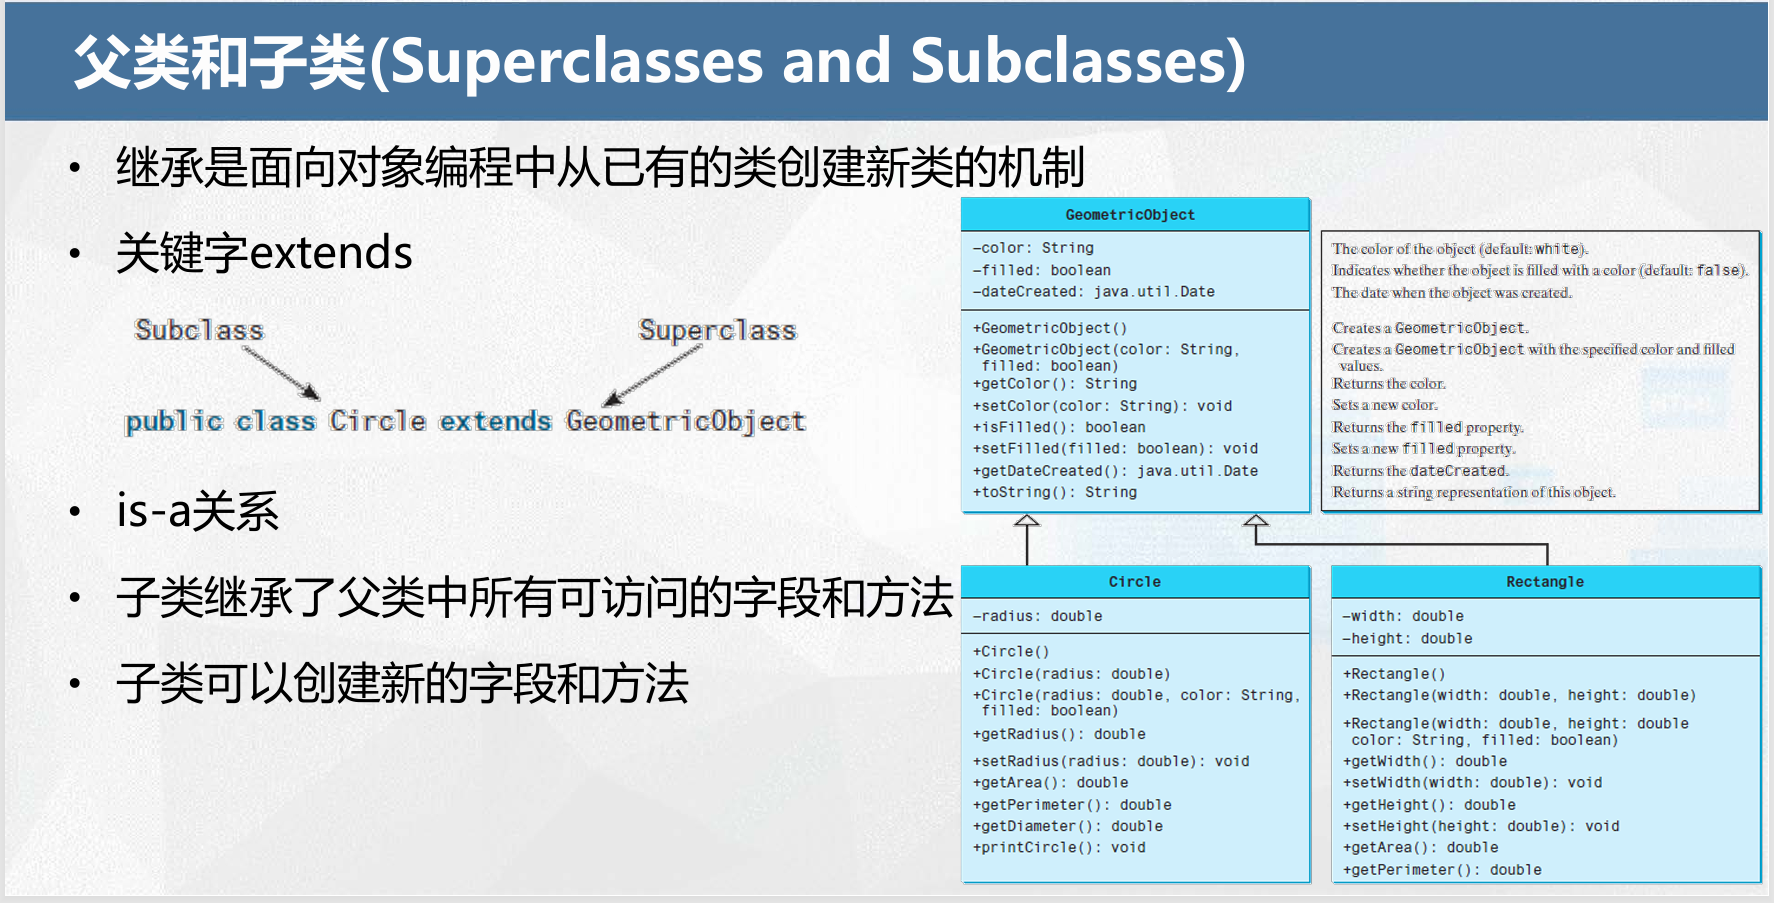 父类和子类(Superclasses and Subclasses)
• 继承是面向对象编程中从已有的类创建新类的机制
• 关键字extends
Subclass
Superclass
public class Circle extends GeometricObject
• is-a关系
• 子类继承了父类中所有可访问的字段和方法
• 子类可以创建新的字段和方法
GeometricObject
–color: String
–filled: boolean
–dateCreated: java.util.Date
+GeometricObject()
+GeometricObject(color: String,
filled: boolean)
+getColor(): String
+setColor(color: String): void
+isFilled(): boolean
+setFilled(filled: boolean): void
+getDateCreated(): java.util.Date
+toString(): String
The color of the object (default: white).
Indicates whether the object is filled with a color (default: false).
The date when the object was created.
Creates a GeometricObject.
Creates a GeometricObject with the specified color and filled
values.
Returns the color.
Sets a new color.
Returns the filled property.
Sets a new filled property.
Returns the dateCreated.
Returns a string representation of this object.
Circle
–radius: double
+Circle()
+Circle(radius: double)
+Circle(radius: double, color: String,
filled: boolean)
+getRadius(): double
+setRadius(radius: double): void
+getArea(): double
+getPerimeter(): double
+getDiameter(): double
+printCircle(): void
Rectangle
–width: double
–height: double
+Rectangle()
+Rectangle(width: double, height: double)
+Rectangle(width: double, height: double
color: String, filled: boolean)
+getWidth(): double
+setWidth(width: double): void
+getHeight(): double
+setHeight(height: double): void
+getArea(): double
+getPerimeter(): double